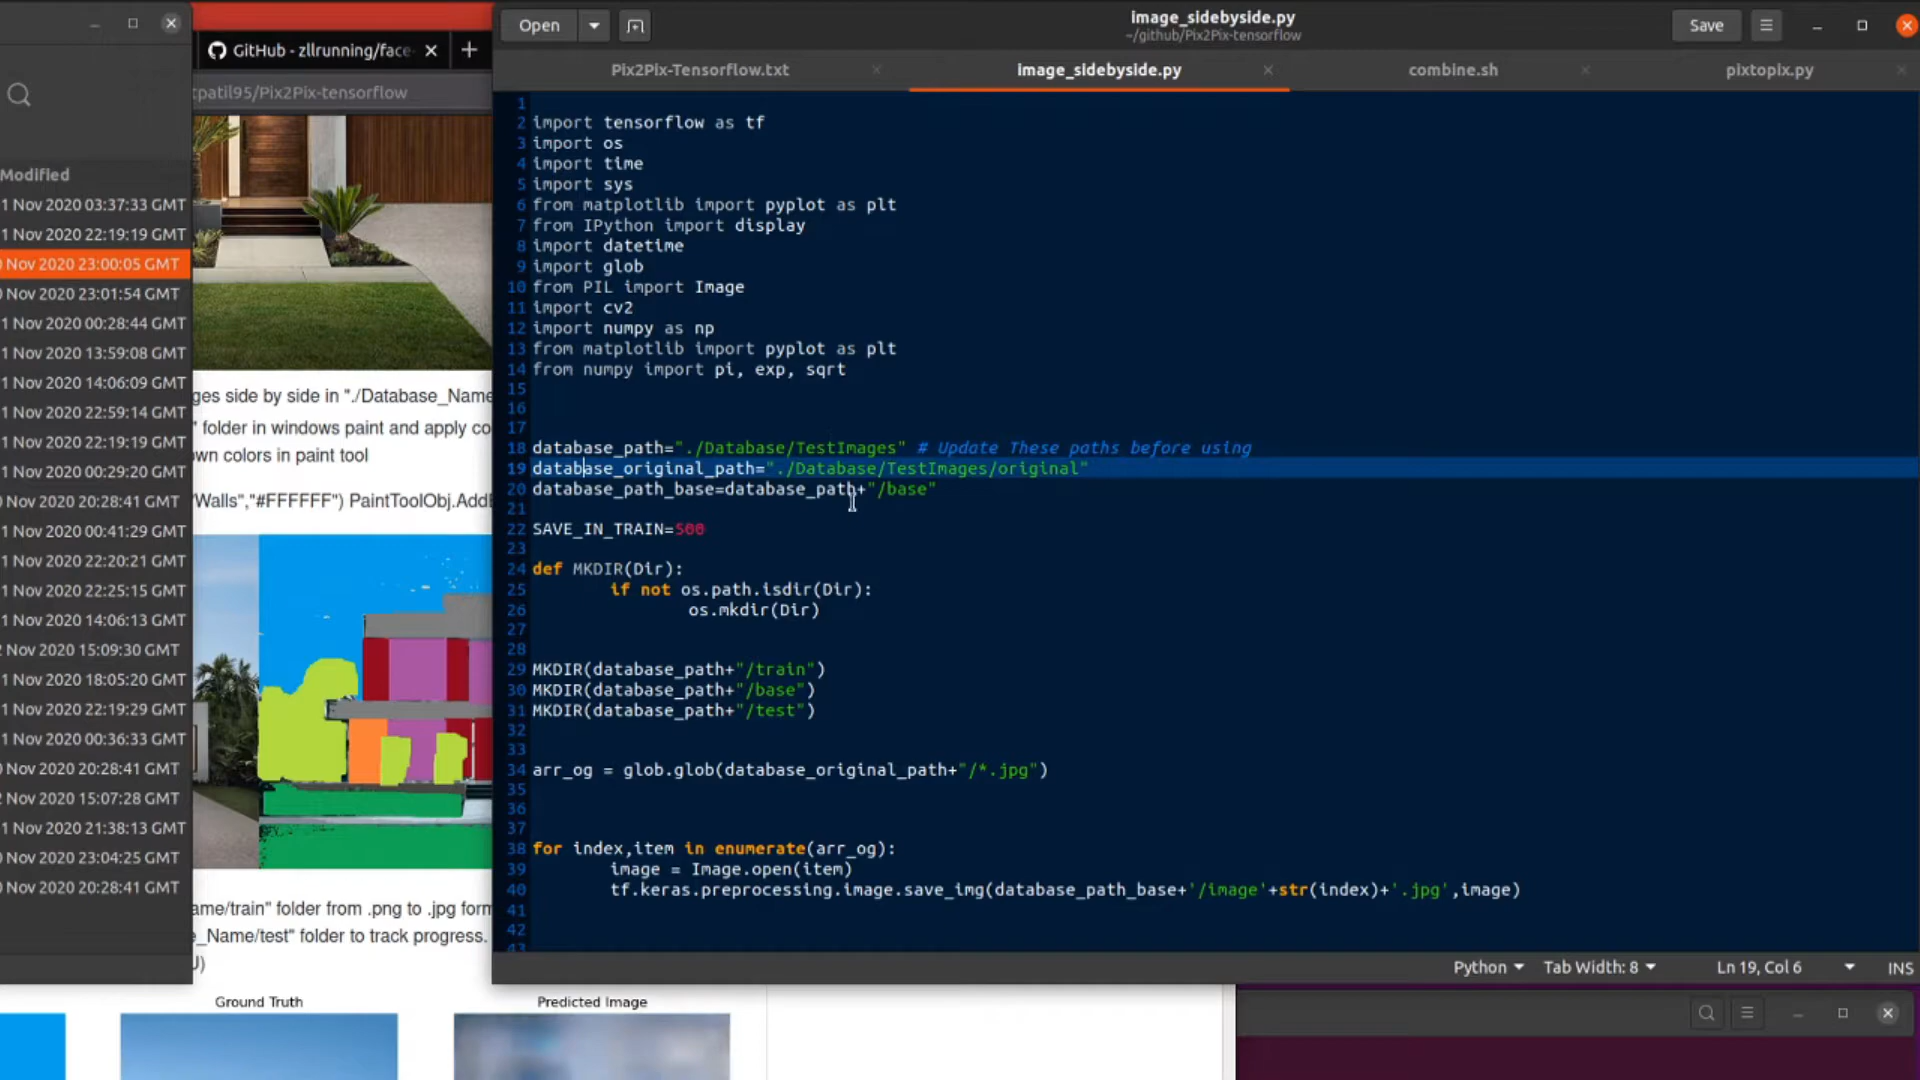 Modified
1 Nov 2020 03:37:33 GMT
1 Nov 2020 22:19:19 GMT
0 Nov 2020 23:00:05 GMT
0 Nov 2020 23:01:54 GMT
1 Nov 2020 00:28:44 GMT
1 Nov 2020 13:59:08 GMT
1 Nov 2020 14:06:09 GMT
1 Nov 2020 22:59:14 GMT
1 Nov 2020 22:19:19 GMT
1 Nov 2020 00:29:20 GMT
1 Nov 2020 20:28:41 GMT
1 Nov 2020 00:41:29 GMT
1 Nov 2020 22:20:21 GMT
1 Nov 2020 22:25:15 GMT
1 Nov 2020 14:06:13 GMT
2 Nov 2020 15:09:30 GMT
1 Nov 2020 18:05:20 GMT
1 Nov 2020 22:19:29 GMT
1 Nov 2020 00:36:33 GMT
0 Nov 2020 20:28:41 GMT
2 Nov 2020 15:07:28 GMT
1 Nov 2020 21:38:13 GMT
0 Nov 2020 23:04:25 GMT
0 Nov 2020 20:28:41 GMT
GitHub - zllrunning/face-
tpatil95/Pix2Pix-tensorflow
ges side by side in "./Database_Name
" folder in windows paint and apply co
wn colors in paint tool
"Walls","#FFFFFF") PaintToolObj.AddE
ame/train" folder from .png to .jpg form
e_Name/test" folder to track progress.
J)
Ground Truth
Predicted Image
Open
image_sidebyside.py
~/github/Pix2Pix-tensorflow
Save
Pix2Pix-Tensorflow.txt
image_sidebyside.py
combine.sh
pixtopix.py
1
2 import tensorflow as tf
3 import os
4 import time
5 import sys
6 from matplotlib import pyplot as plt
7 from IPython import display
8 import datetime
9 import glob
10 from PIL import Image
11 import cv2
12 import numpy as np
13 from matplotlib import pyplot as plt
14 from numpy import pi, exp, sqrt
15
16
17
18 database_path="./Database/TestImages" # Update These paths before using
19 database_original_path="./Database/TestImages/original"
20 database_path_base=database_path+"/base"
21
22 SAVE_IN_TRAIN=500
23
24 def MKDIR(Dir):
25 if not os.path.isdir(Dir):
26 os.mkdir(Dir)
27
28
29 MKDIR(database_path+"/train")
30 MKDIR(database_path+"/base")
31 MKDIR(database_path+"/test")
32
33
34 arr_og = glob.glob(database_original_path+"/*.jpg")
35
36
37
38 for index,item in enumerate(arr_og):
39 image = Image.open(item)
40 tf.keras.preprocessing.image.save_img(database_path_base+'/image'+str(index)+'.jpg',image)
41
42
43
Python
Tab Width: 8
Ln 19, Col 6
INS